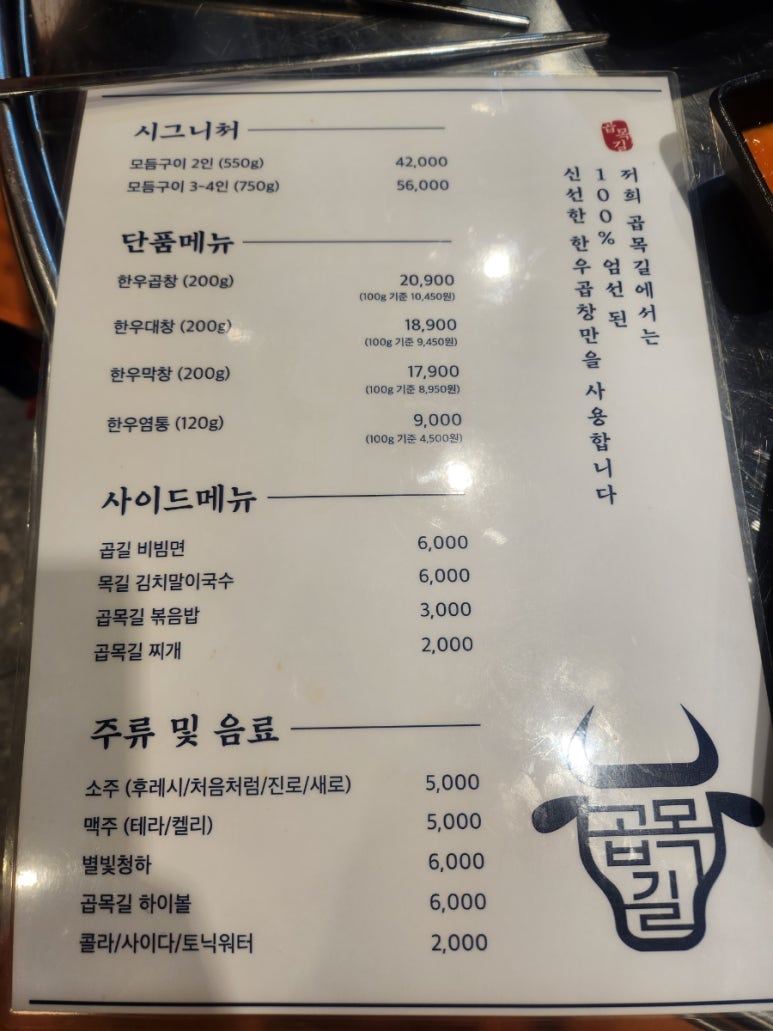 시그니처
모듬구이 2인 (550g) 42,000
모듬구이 3-4인 (750g) 56,000
단품메뉴
한우곱창 (200g) 20,900
(100g 기준 10,450원)
한우대창 (200g) 18,900
(100g 기준 9,450원)
한우막창 (200g) 17,900
(100g 기준 8,950원)
한우염통 (120g) 9,000
(100g 기준 4,500원)
사이드메뉴
곱길 비빔면 6,000
목길 김치말이국수 6,000
곱목길 볶음밥 3,000
곱목길 찌개 2,000
주류 및 음료
소주 (후레시/처음처럼/진로/새로) 5,000
맥주 (테라/켈리) 5,000
별빛청하 6,000
곱목길 하이볼 6,000
콜라/사이다/토닉워터 2,000
곱목길
저희 곱목길에서는
100% 엄선 된
신선한 한우곱창만을 사용합니다
곱목길